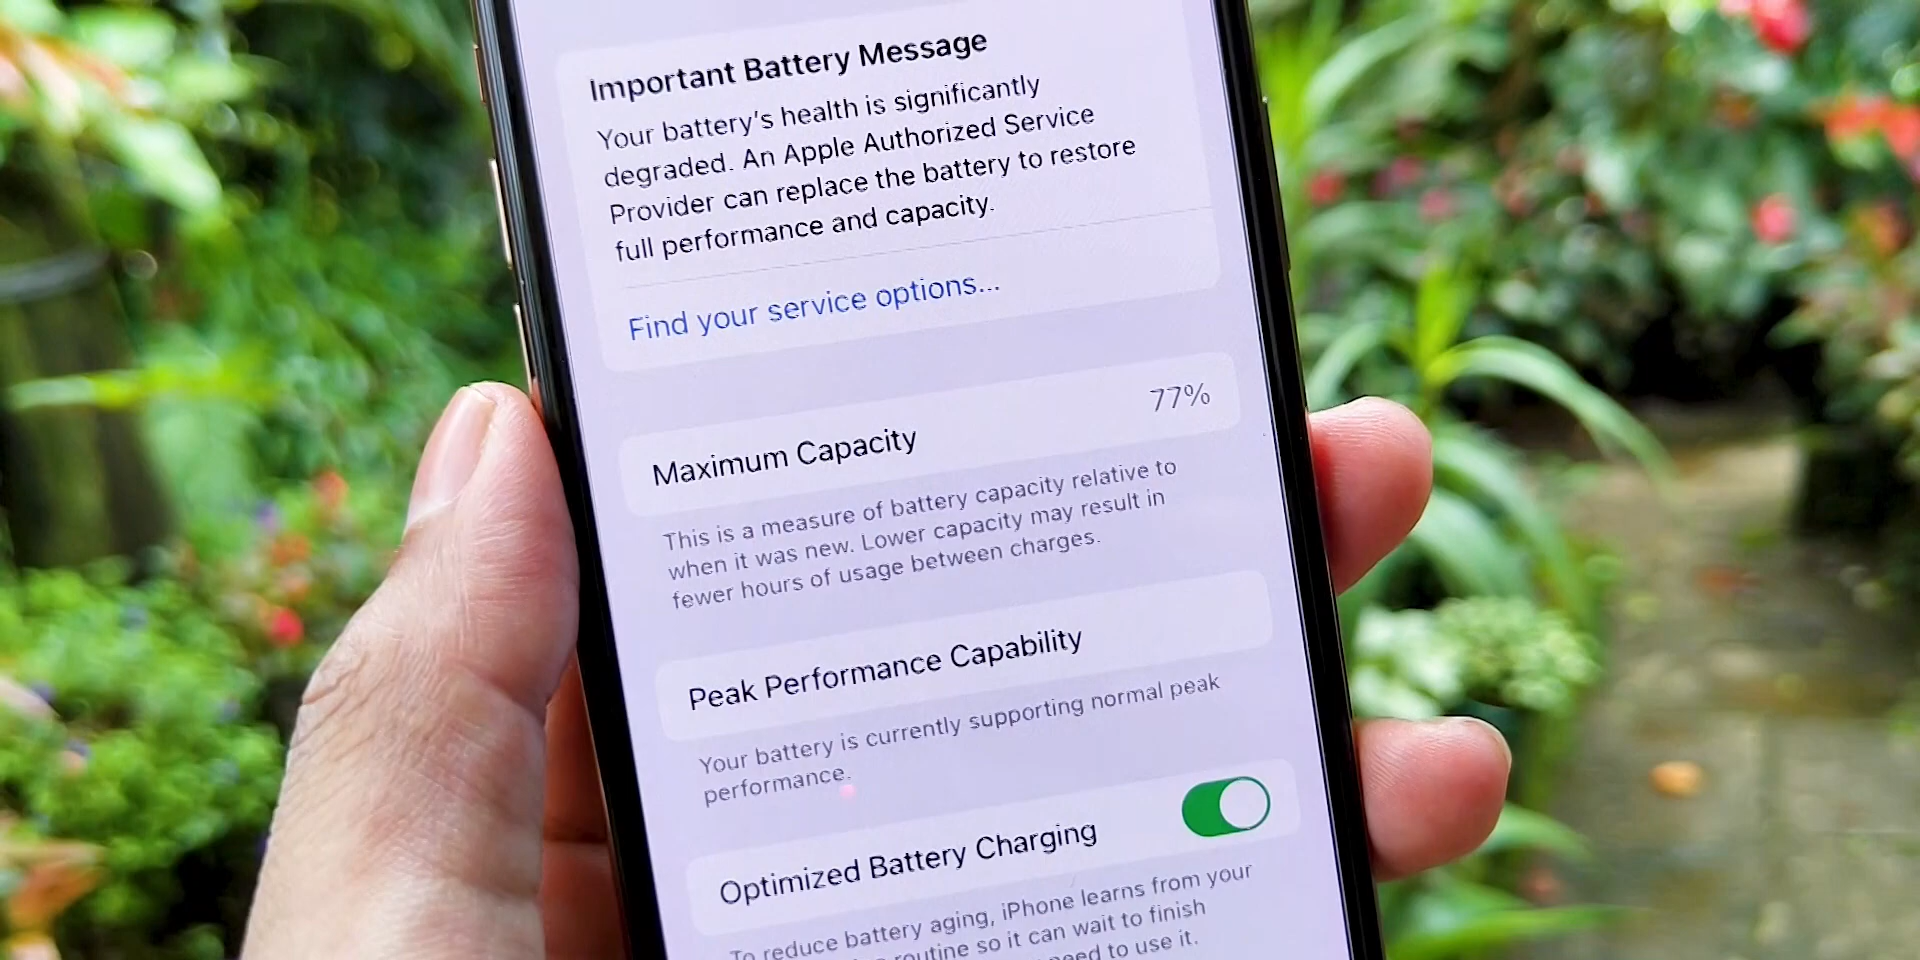 Important Battery Message
Your battery's health is significantly
degraded. An Apple Authorized Service
Provider can replace the battery to restore
full performance and capacity.
Find your service options...
Maximum Capacity 77%
This is a measure of battery capacity relative to
when it was new. Lower capacity may result in
fewer hours of usage between charges.
Peak Performance Capability
Your battery is currently supporting normal peak
performance.
Optimized Battery Charging
To reduce battery aging, iPhone learns from your
routine so it can wait to finish
need to use it.